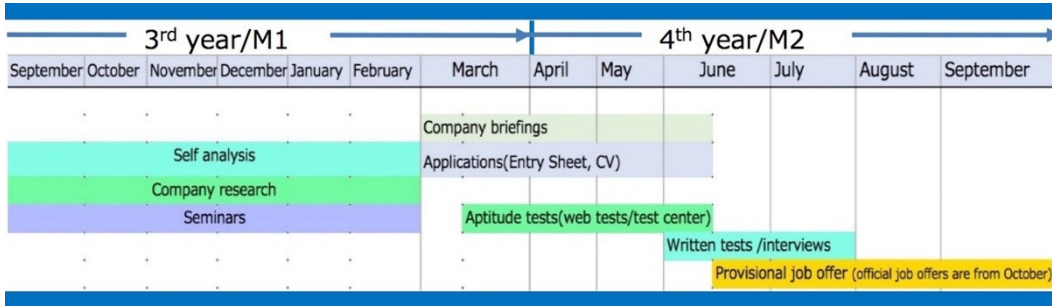 3rd year/M1 4th year/M2
September October November December January February March April May June July August September
Company briefings
Self analysis Applications(Entry Sheet, CV)
Company research
Seminars Aptitude tests(web tests/test center)
Written tests /interviews
Provisional job offer (official job offers are from October)